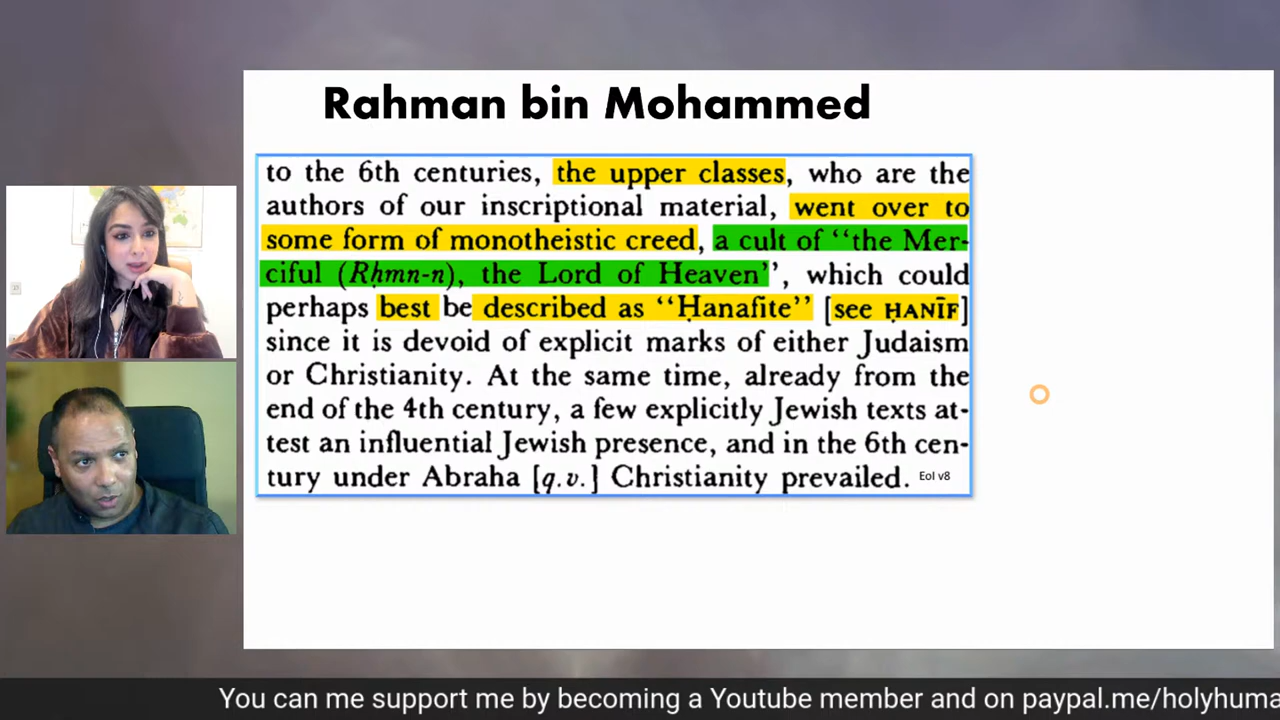 Rahman bin Mohammed
to the 6th centuries, the upper classes, who are the
authors of our inscriptional material, went over to
some form of monotheistic creed, a cult of “the Mer-
ciful (Rḥmn-n), the Lord of Heaven’’, which could
perhaps best be described as “Ḥanafite” [see ḤANĪF]
since it is devoid of explicit marks of either Judaism
or Christianity. At the same time, already from the
end of the 4th century, a few explicitly Jewish texts at-
test an influential Jewish presence, and in the 6th cen-
tury under Abraha [q.v.] Christianity prevailed. EoI v8
You can me support me by becoming a Youtube member and on paypal.me/holyhuma